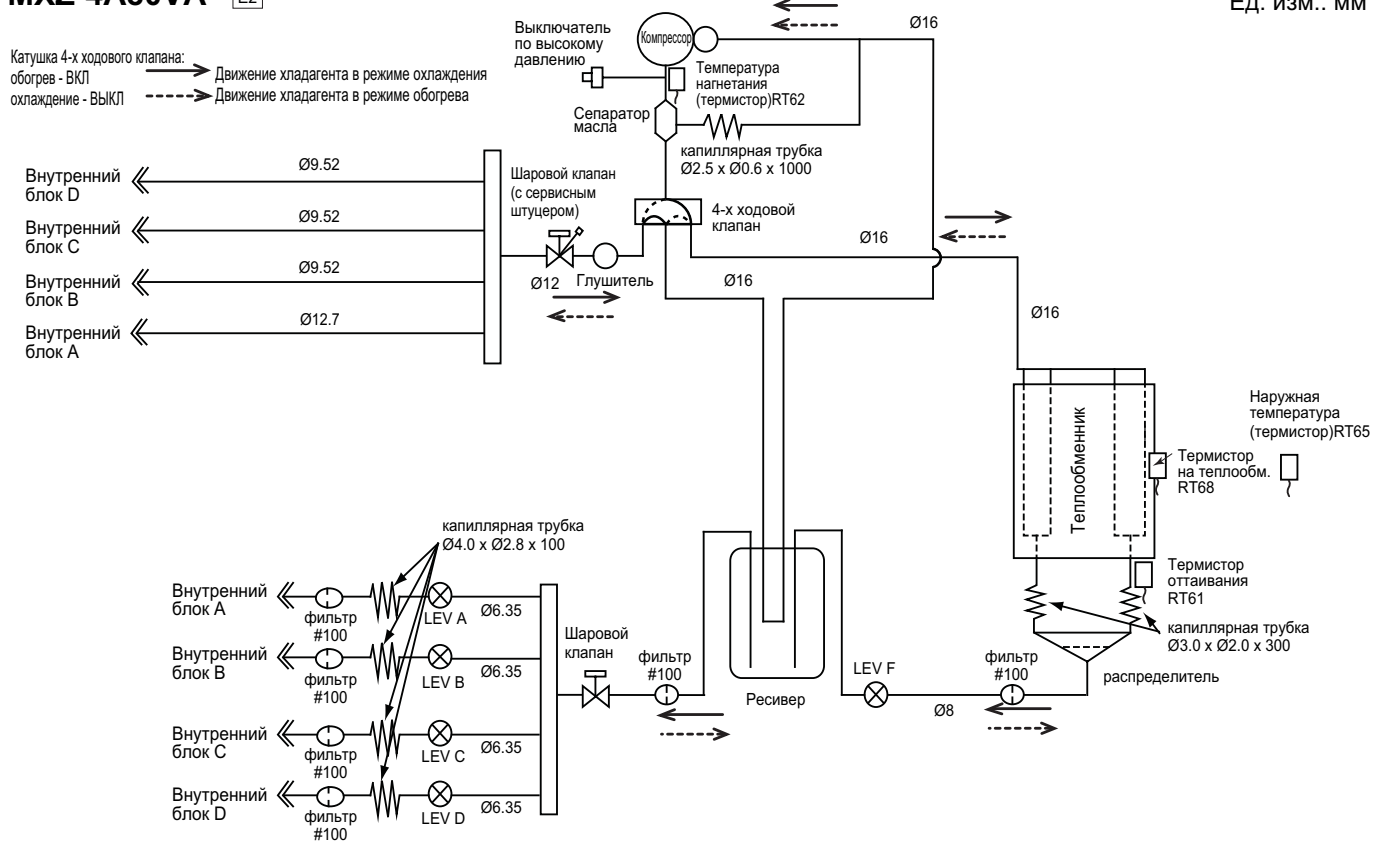 MXZ-4A80VA E2
Ед. изм.: мм
Катушка 4-х ходового клапана:
обогрев - ВКЛ
охлаждение - ВЫКЛ
Движение хладагента в режиме охлаждения
Движение хладагента в режиме обогрева
Выключатель
по высокому
давлению
Компрессор
Ø16
Температура
нагнетания
(термистор)RT62
Сепаратор
масла
капиллярная трубка
Ø2.5 x Ø0.6 x 1000
Внутренний
блок D
Ø9.52
Внутренний
блок C
Ø9.52
Внутренний
блок B
Ø9.52
Внутренний
блок A
Ø12.7
Шаровой клапан
(с сервисным
штуцером)
4-х ходовой
клапан
Ø12
Глушитель
Ø16
Ø16
Ø16
Теплообменник
Наружная
температура
(термистор)RT65
Термистор
на теплообм.
RT68
Термистор
оттаивания
RT61
капиллярная трубка
Ø3.0 x Ø2.0 x 300
распределитель
капиллярная трубка
Ø4.0 x Ø2.8 x 100
Внутренний
блок A
фильтр
#100
LEV A
Ø6.35
Внутренний
блок B
фильтр
#100
LEV B
Ø6.35
Внутренний
блок C
фильтр
#100
LEV C
Ø6.35
Внутренний
блок D
фильтр
#100
LEV D
Ø6.35
Шаровой
клапан
фильтр
#100
Ресивер
LEV F
Ø8
фильтр
#100